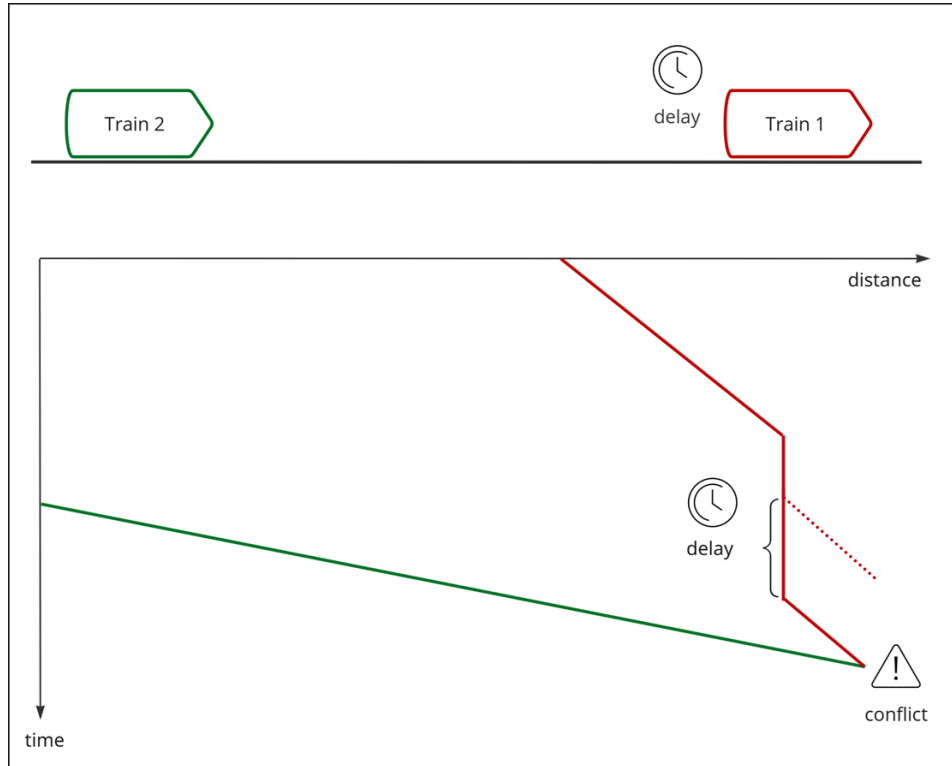 delay
Train 2
Train 1
distance
delay
conflict
time